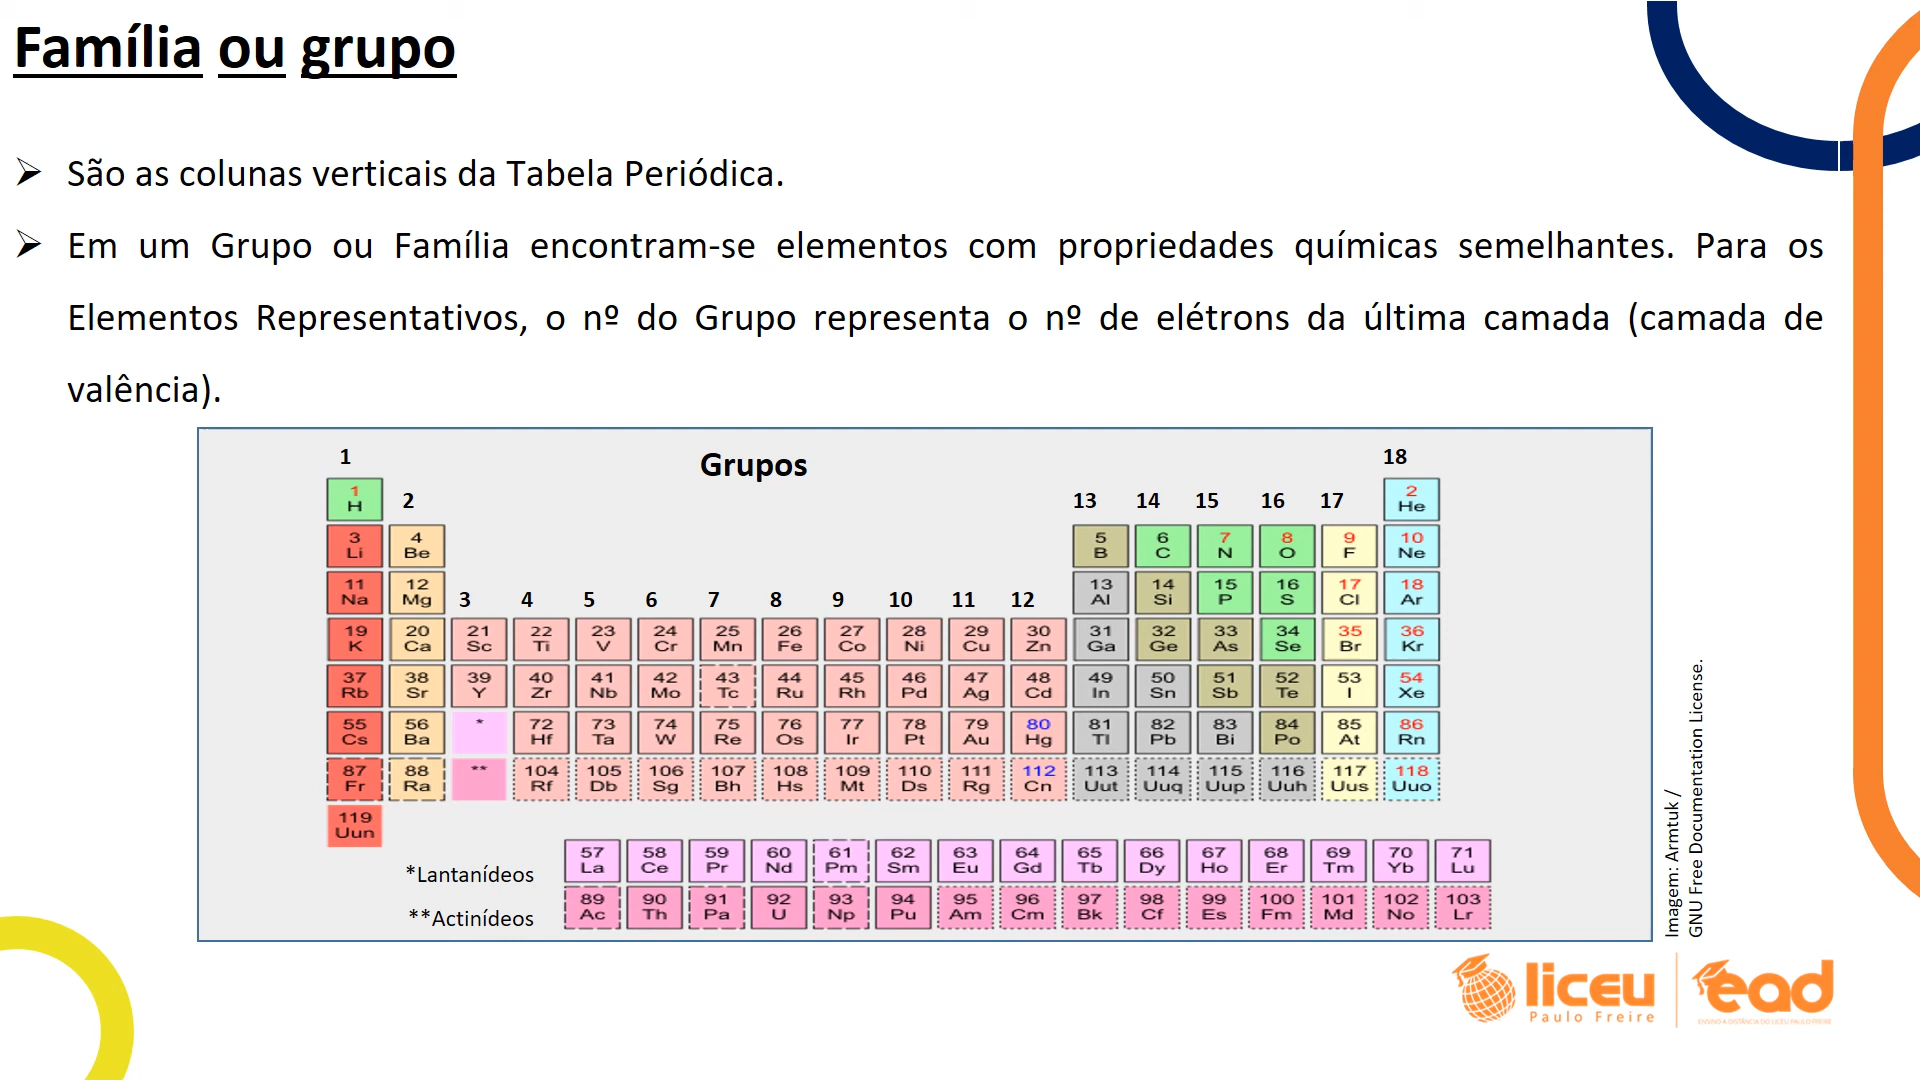 Família ou grupo
➢ São as colunas verticais da Tabela Periódica.
➢ Em um Grupo ou Família encontram-se elementos com propriedades químicas semelhantes. Para os
Elementos Representativos, o nº do Grupo representa o nº de elétrons da última camada (camada de
valência).
1 Grupos 18
1 H 2 13 14 15 16 17 2 He
3 Li 4 Be 5 B 6 C 7 N 8 O 9 F 10 Ne
11 Na 12 Mg 3 4 5 6 7 8 9 10 11 12 13 Al 14 Si 15 P 16 S 17 Cl 18 Ar
19 K 20 Ca 21 Sc 22 Ti 23 V 24 Cr 25 Mn 26 Fe 27 Co 28 Ni 29 Cu 30 Zn 31 Ga 32 Ge 33 As 34 Se 35 Br 36 Kr
37 Rb 38 Sr 39 Y 40 Zr 41 Nb 42 Mo 43 Tc 44 Ru 45 Rh 46 Pd 47 Ag 48 Cd 49 In 50 Sn 51 Sb 52 Te 53 I 54 Xe
55 Cs 56 Ba * 72 Hf 73 Ta 74 W 75 Re 76 Os 77 Ir 78 Pt 79 Au 80 Hg 81 Tl 82 Pb 83 Bi 84 Po 85 At 86 Rn
87 Fr 88 Ra ** 104 Rf 105 Db 106 Sg 107 Bh 108 Hs 109 Mt 110 Ds 111 Rg 112 Cn 113 Uut 114 Uuq 115 Uup 116 Uuh 117 Uus 118 Uuo
119 Uun
*Lantanídeos 57 La 58 Ce 59 Pr 60 Nd 61 Pm 62 Sm 63 Eu 64 Gd 65 Tb 66 Dy 67 Ho 68 Er 69 Tm 70 Yb 71 Lu
**Actinídeos 89 Ac 90 Th 91 Pa 92 U 93 Np 94 Pu 95 Am 96 Cm 97 Bk 98 Cf 99 Es 100 Fm 101 Md 102 No 103 Lr
Imagem: Armtuk /
GNU Free Documentation License.
liceu
Paulo Freire
ead
ENSINO A DISTÂNCIA DO LICEU PAULO FREIRE